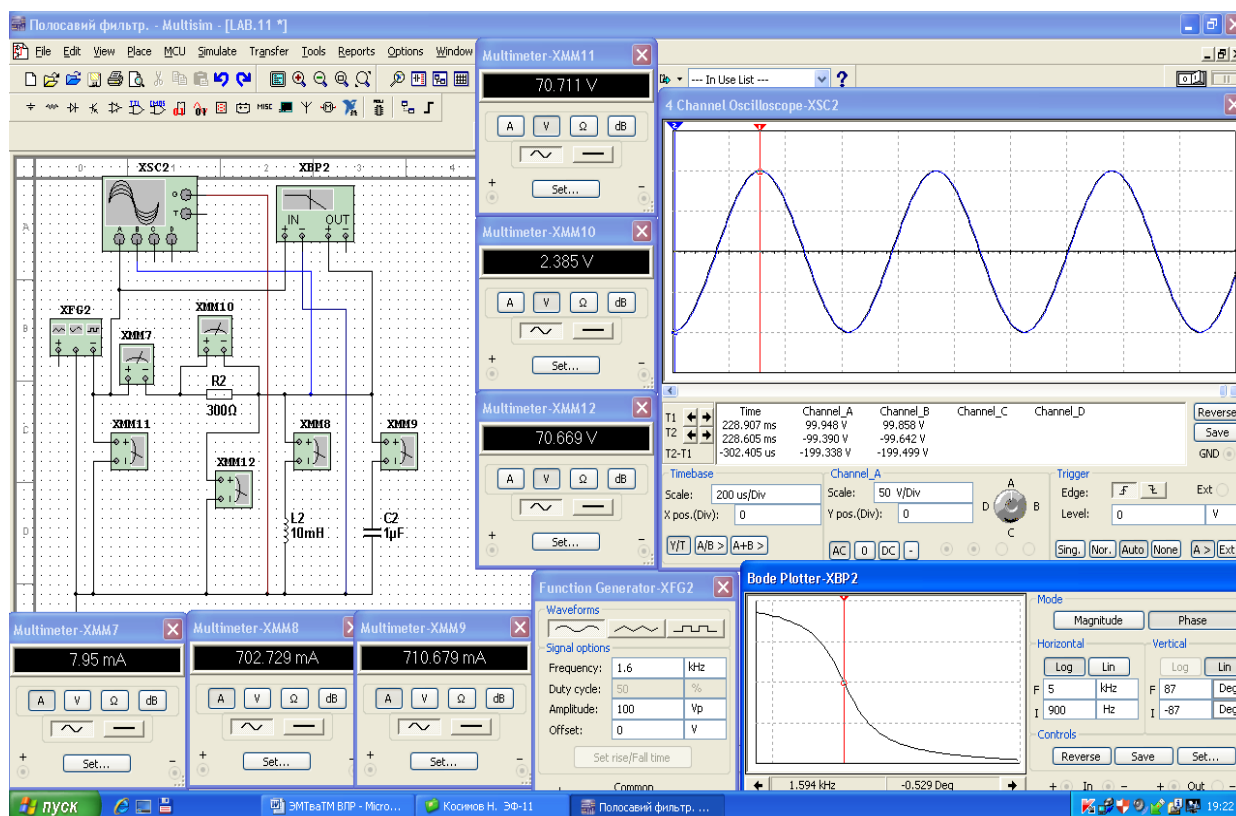 Полосавий фильтр. - Multisim - [LAB.11 *]
File Edit View Place MCU Simulate Transfer Tools Reports Options Window
--- In Use List ---
MISC
XSC2
XBP2
G
T
A B C D
IN OUT
XFG2
XMM7
XMM10
R2
300Ω
XMM11
XMM12
XMM8
XMM9
L2
10mH
C2
1µF
Multimeter-XMM11
70.711 V
A V Ω dB
Set...
Multimeter-XMM10
2.385 V
A V Ω dB
Set...
Multimeter-XMM12
70.669 V
A V Ω dB
Set...
4 Channel Oscilloscope-XSC2
Time Channel_A Channel_B Channel_C Channel_D
T1 228.907 ms 99.948 V 99.858 V
T2 228.605 ms -99.390 V -99.642 V
T2-T1 -302.405 us -199.338 V -199.499 V
Reverse
Save
GND
Timebase
Scale: 200 us/Div
X pos.(Div): 0
Y/T A/B > A+B >
Channel_A
Scale: 50 V/Div
Y pos.(Div): 0
AC 0 DC -
A
D B
C
Trigger
Edge: Ext
Level: 0 V
Sing. Nor. Auto None A > Ext
Multimeter-XMM7
7.95 mA
A V Ω dB
Set...
Multimeter-XMM8
702.729 mA
A V Ω dB
Set...
Multimeter-XMM9
710.679 mA
A V Ω dB
Set...
Function Generator-XFG2
Waveforms
Signal options
Frequency: 1.6 kHz
Duty cycle: 50 %
Amplitude: 100 Vp
Offset: 0 V
Set rise/Fall time
Common
Bode Plotter-XBP2
1.594 kHz -0.529 Deg
Mode
Magnitude Phase
Horizontal Vertical
Log Lin Log Lin
F 5 kHz F 87 Deg
I 900 Hz I -87 Deg
Controls
Reverse Save Set...
+ In - + Out -
пуск
ЭМТваТМ ВПР - Micro...
Косимов Н. ЭФ-11
Полосавий фильтр. ...
19:22